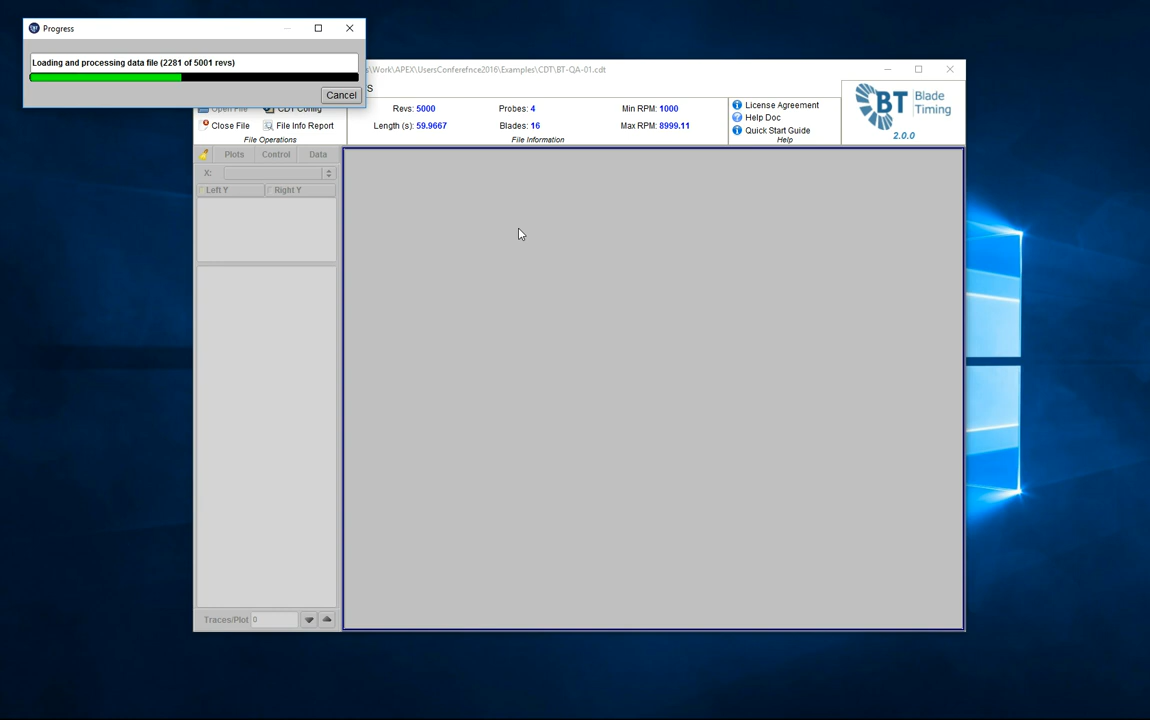 Progress
Loading and processing data file (2281 of 5001 revs)
Cancel
s\Work\APEX\UsersConferefnce2016\Examples\CDT\BT-QA-01.cdt
S
Open File CDT Config
Close File File Info Report
File Operations
Revs: 5000 Probes: 4 Min RPM: 1000
Length (s): 59.9667 Blades: 16 Max RPM: 8999.11
File Information
License Agreement
Help Doc
Quick Start Guide
Help
BT Blade Timing
2.0.0
Plots Control Data
X:
Left Y Right Y
Traces/Plot 0